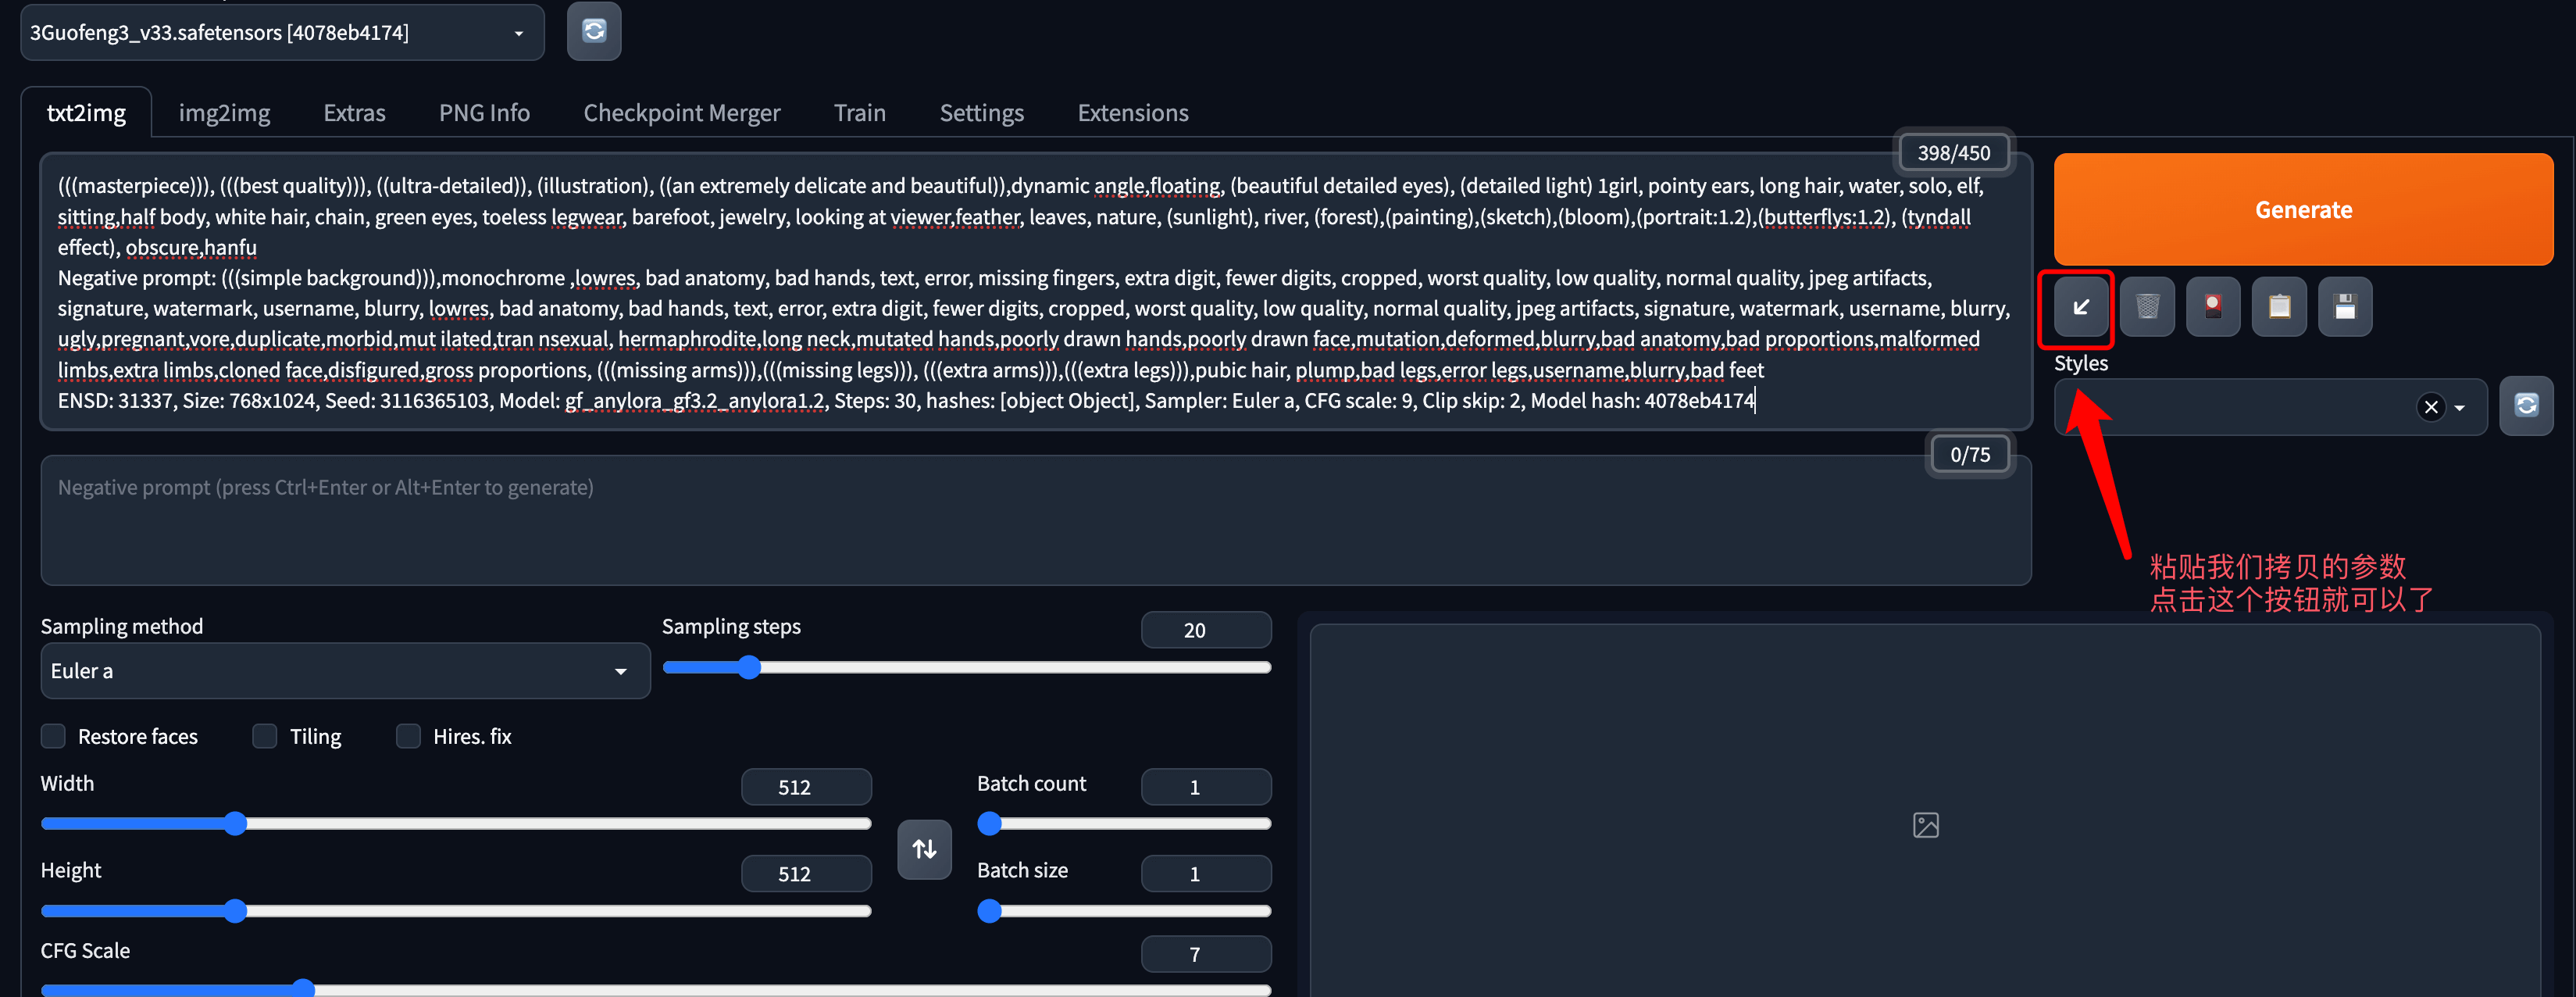 3Guofeng3_v33.safetensors [4078eb4174]
txt2img img2img Extras PNG Info Checkpoint Merger Train Settings Extensions
398/450
(((masterpiece))), (((best quality))), ((ultra-detailed)), (illustration), ((an extremely delicate and beautiful)),dynamic angle,floating, (beautiful detailed eyes), (detailed light) 1girl, pointy ears, long hair, water, solo, elf,
sitting,half body, white hair, chain, green eyes, toeless legwear, barefoot, jewelry, looking at viewer,feather, leaves, nature, (sunlight), river, (forest),(painting),(sketch),(bloom),(portrait:1.2),(butterflys:1.2), (tyndall
effect), obscure,hanfu
Negative prompt: (((simple background))),monochrome ,lowres, bad anatomy, bad hands, text, error, missing fingers, extra digit, fewer digits, cropped, worst quality, low quality, normal quality, jpeg artifacts,
signature, watermark, username, blurry, lowres, bad anatomy, bad hands, text, error, extra digit, fewer digits, cropped, worst quality, low quality, normal quality, jpeg artifacts, signature, watermark, username, blurry,
ugly,pregnant,vore,duplicate,morbid,mut ilated,tran nsexual, hermaphrodite,long neck,mutated hands,poorly drawn hands,poorly drawn face,mutation,deformed,blurry,bad anatomy,bad proportions,malformed
limbs,extra limbs,cloned face,disfigured,gross proportions, (((missing arms))),(((missing legs))), (((extra arms))),(((extra legs))),pubic hair, plump,bad legs,error legs,username,blurry,bad feet
ENSD: 31337, Size: 768x1024, Seed: 3116365103, Model: gf_anylora_gf3.2_anylora1.2, Steps: 30, hashes: [object Object], Sampler: Euler a, CFG scale: 9, Clip skip: 2, Model hash: 4078eb4174
Generate
Styles
0/75
Negative prompt (press Ctrl+Enter or Alt+Enter to generate)
粘贴我们拷贝的参数
点击这个按钮就可以了
Sampling method
Euler a
Sampling steps 20
Restore faces Tiling Hires. fix
Width 512
Batch count 1
Height 512
Batch size 1
CFG Scale 7